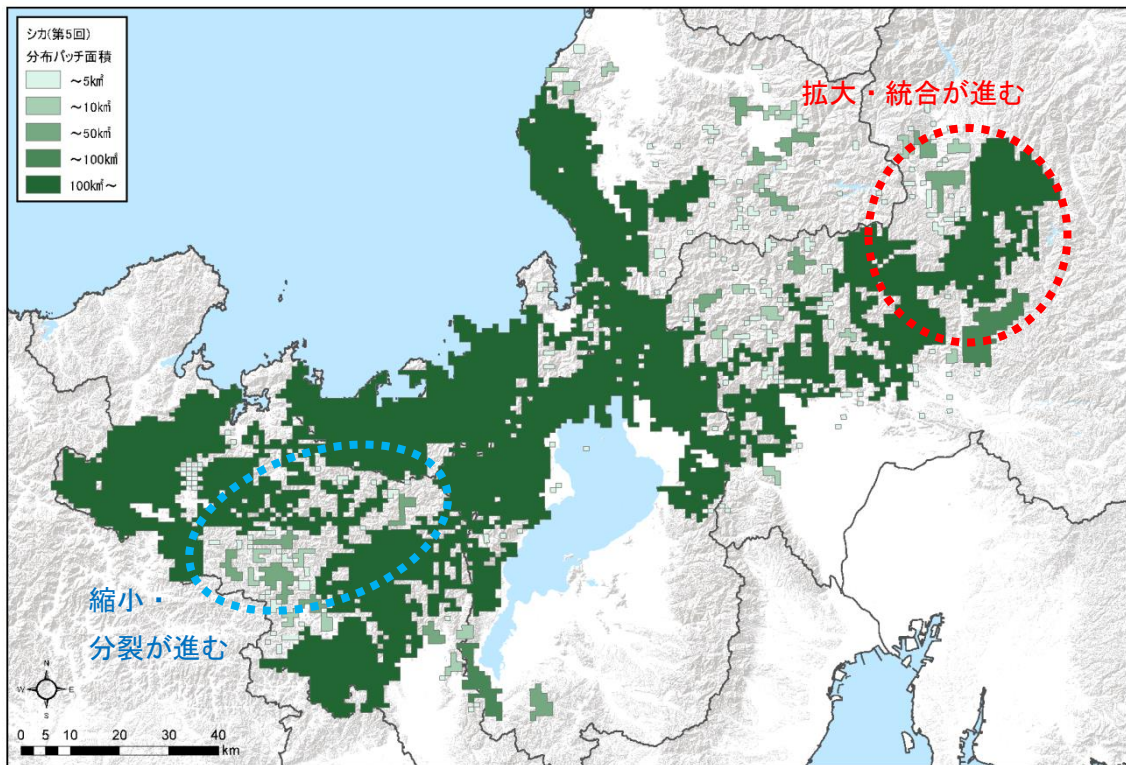 シカ(第5回)
分布パッチ面積
～5k㎡
～10k㎡
～50k㎡
～100k㎡
100k㎡～
拡大・統合が進む
縮小・
分裂が進む
N
W
E
S
0 5 10 20 30 40
km